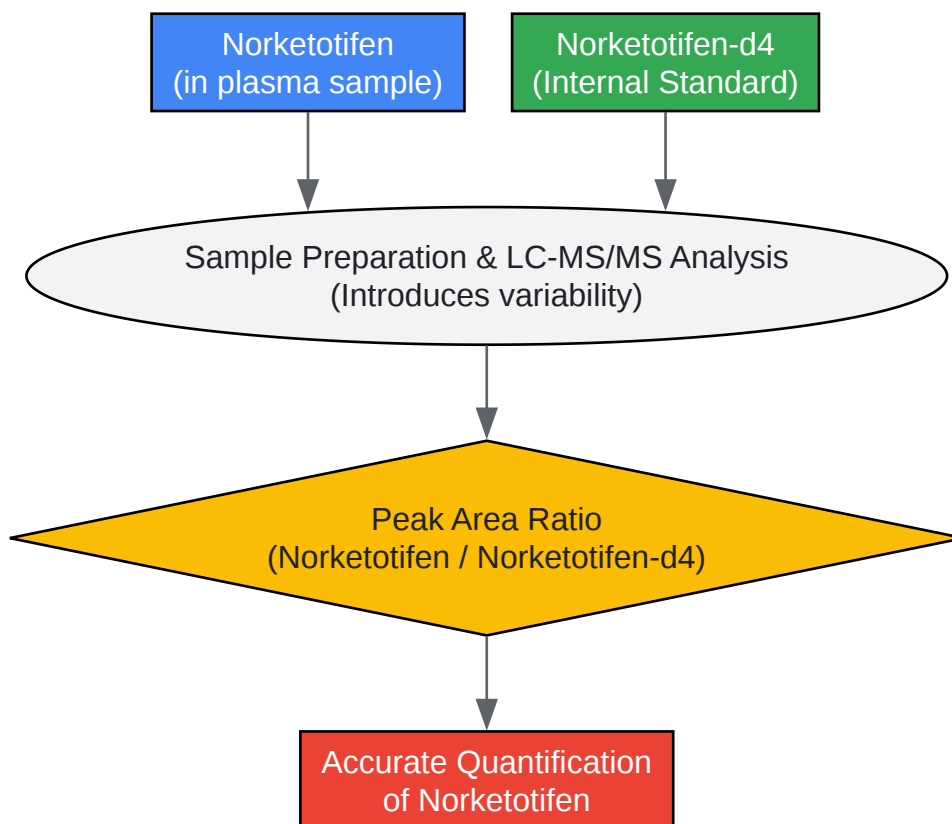 Norketotifen
(in plasma sample)
Norketotifen-d4
(Internal Standard)
Sample Preparation & LC-MS/MS Analysis
(Introduces variability)
Peak Area Ratio
(Norketotifen / Norketotifen-d4)
Accurate Quantification
of Norketotifen